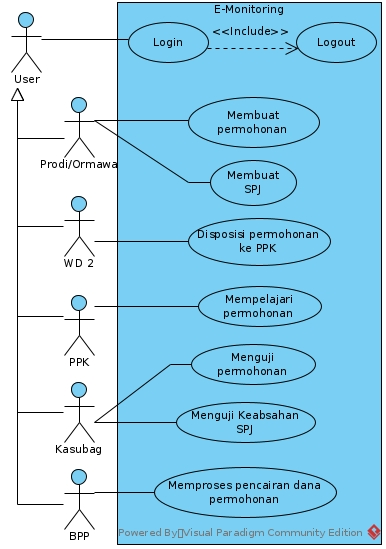 E-Monitoring
<<Include>>
Login
Logout
User
Membuat
permohonan
Prodi/Ormawa
Membuat
SPJ
Disposisi permohonan
ke PPK
WD 2
Mempelajari
permohonan
PPK
Menguji
permohonan
Menguji Keabsahan
SPJ
Kasubag
Memproses pencairan dana
permohonan
BPP
Powered By▯Visual Paradigm Community Edition